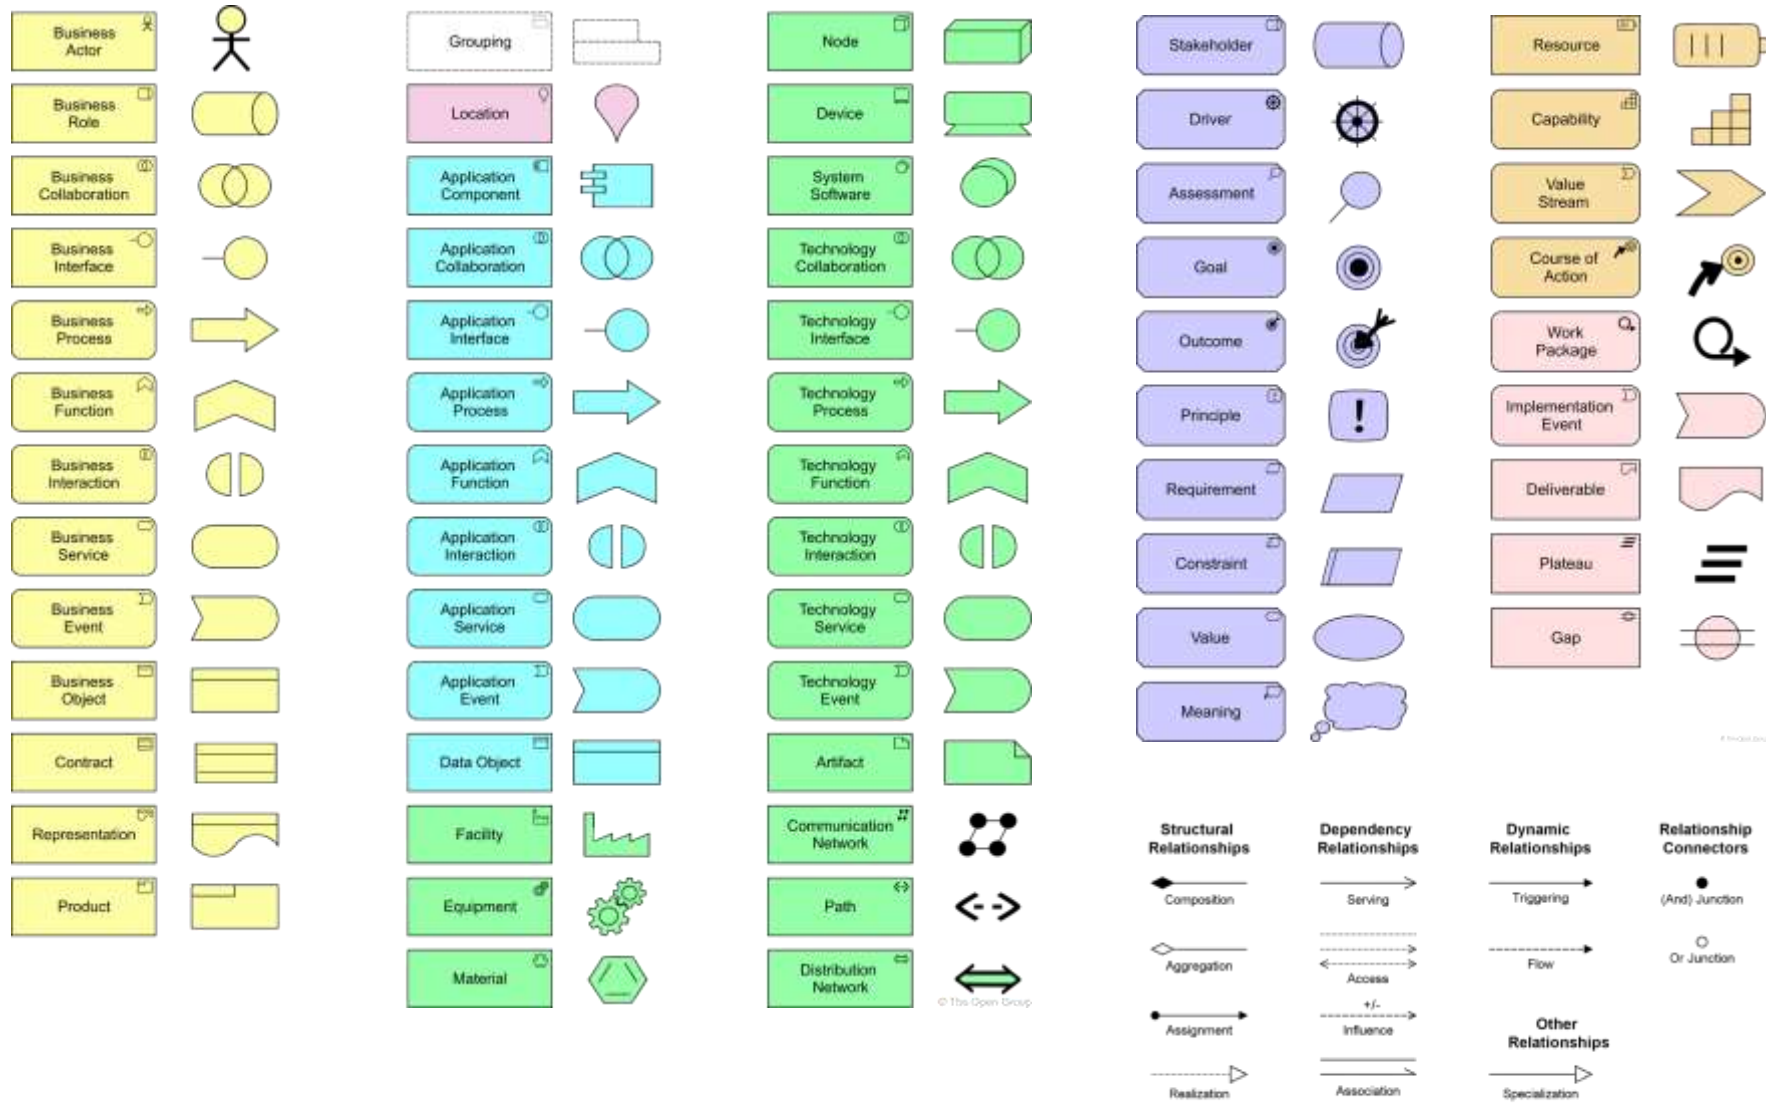 Business
Actor
Business
Role
Business
Collaboration
Business
Interface
Business
Process
Business
Function
Business
Interaction
Business
Service
Business
Event
Business
Object
Contract
Representation
Product
Grouping
Location
Application
Component
Application
Collaboration
Application
Interface
Application
Process
Application
Function
Application
Interaction
Application
Service
Application
Event
Data Object
Facility
Equipment
Material
Node
Device
System
Software
Technology
Collaboration
Technology
Interface
Technology
Process
Technology
Function
Technology
Interaction
Technology
Service
Technology
Event
Artifact
Communication
Network
Path
Distribution
Network
© The Open Group
Stakeholder
Driver
Assessment
Goal
Outcome
Principle
!
Requirement
Constraint
Value
Meaning
Resource
Capability
Value
Stream
Course of
Action
Work
Package
Implementation
Event
Deliverable
Plateau
Gap
Structural
Relationships
Composition
Aggregation
Assignment
Realization
Dependency
Relationships
Serving
Access
+/-
Influence
Association
Dynamic
Relationships
Triggering
Flow
Other
Relationships
Specialization
Relationship
Connectors
(And) Junction
Or Junction